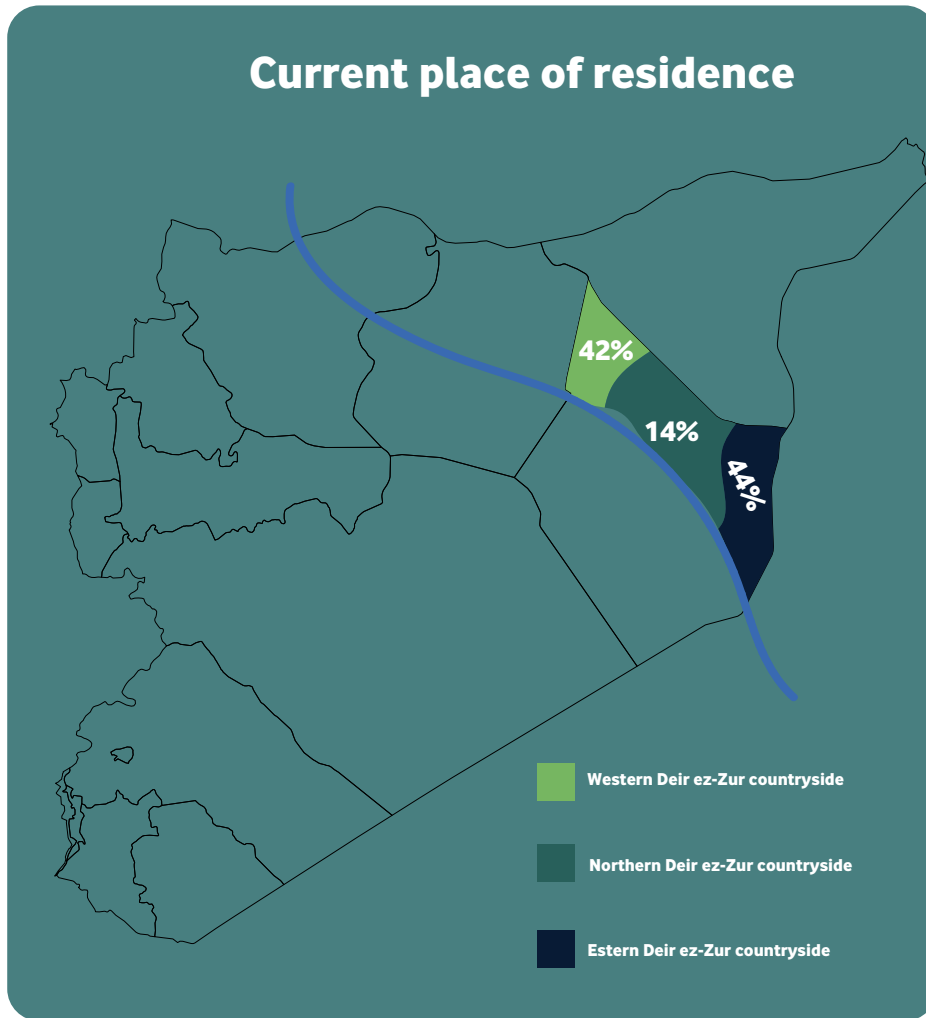 Current place of residence
42%
14%
44%
Western Deir ez-Zur countryside
Northern Deir ez-Zur countryside
Estern Deir ez-Zur countryside